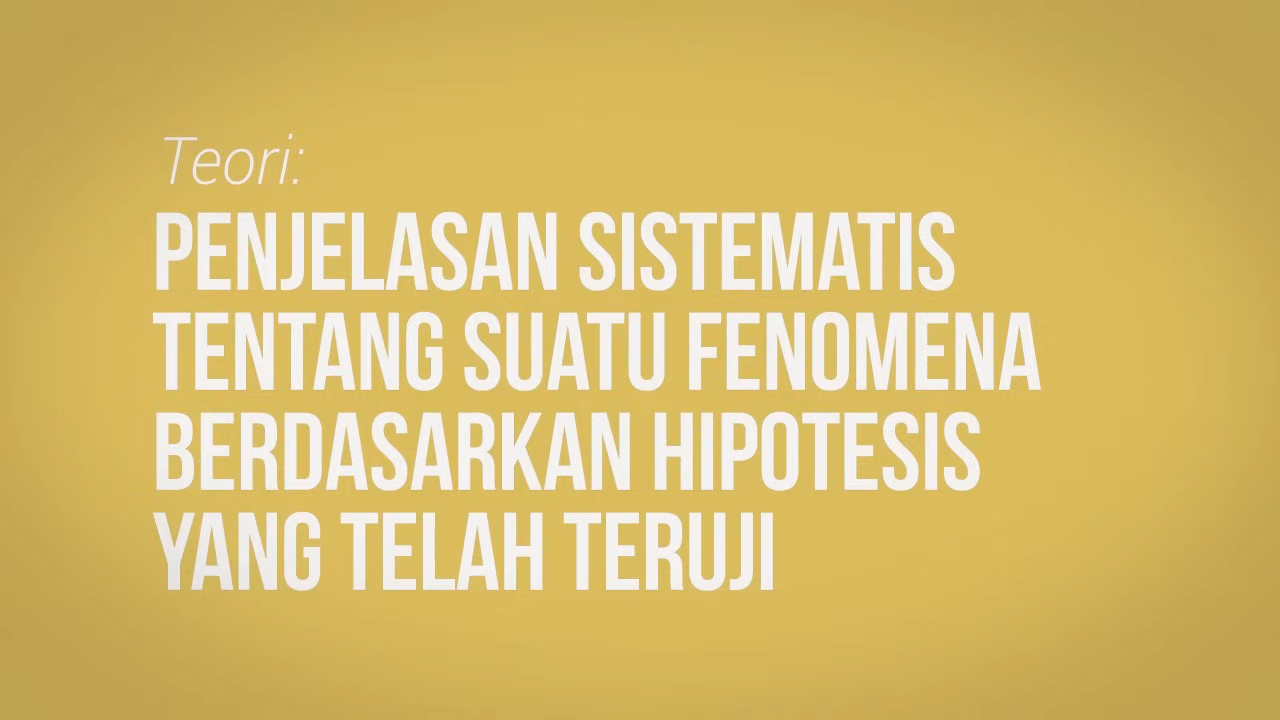 Teori:
PENJELASAN SISTEMATIS
TENTANG SUATU FENOMENA
BERDASARKAN HIPOTESIS
YANG TELAH TERUJI